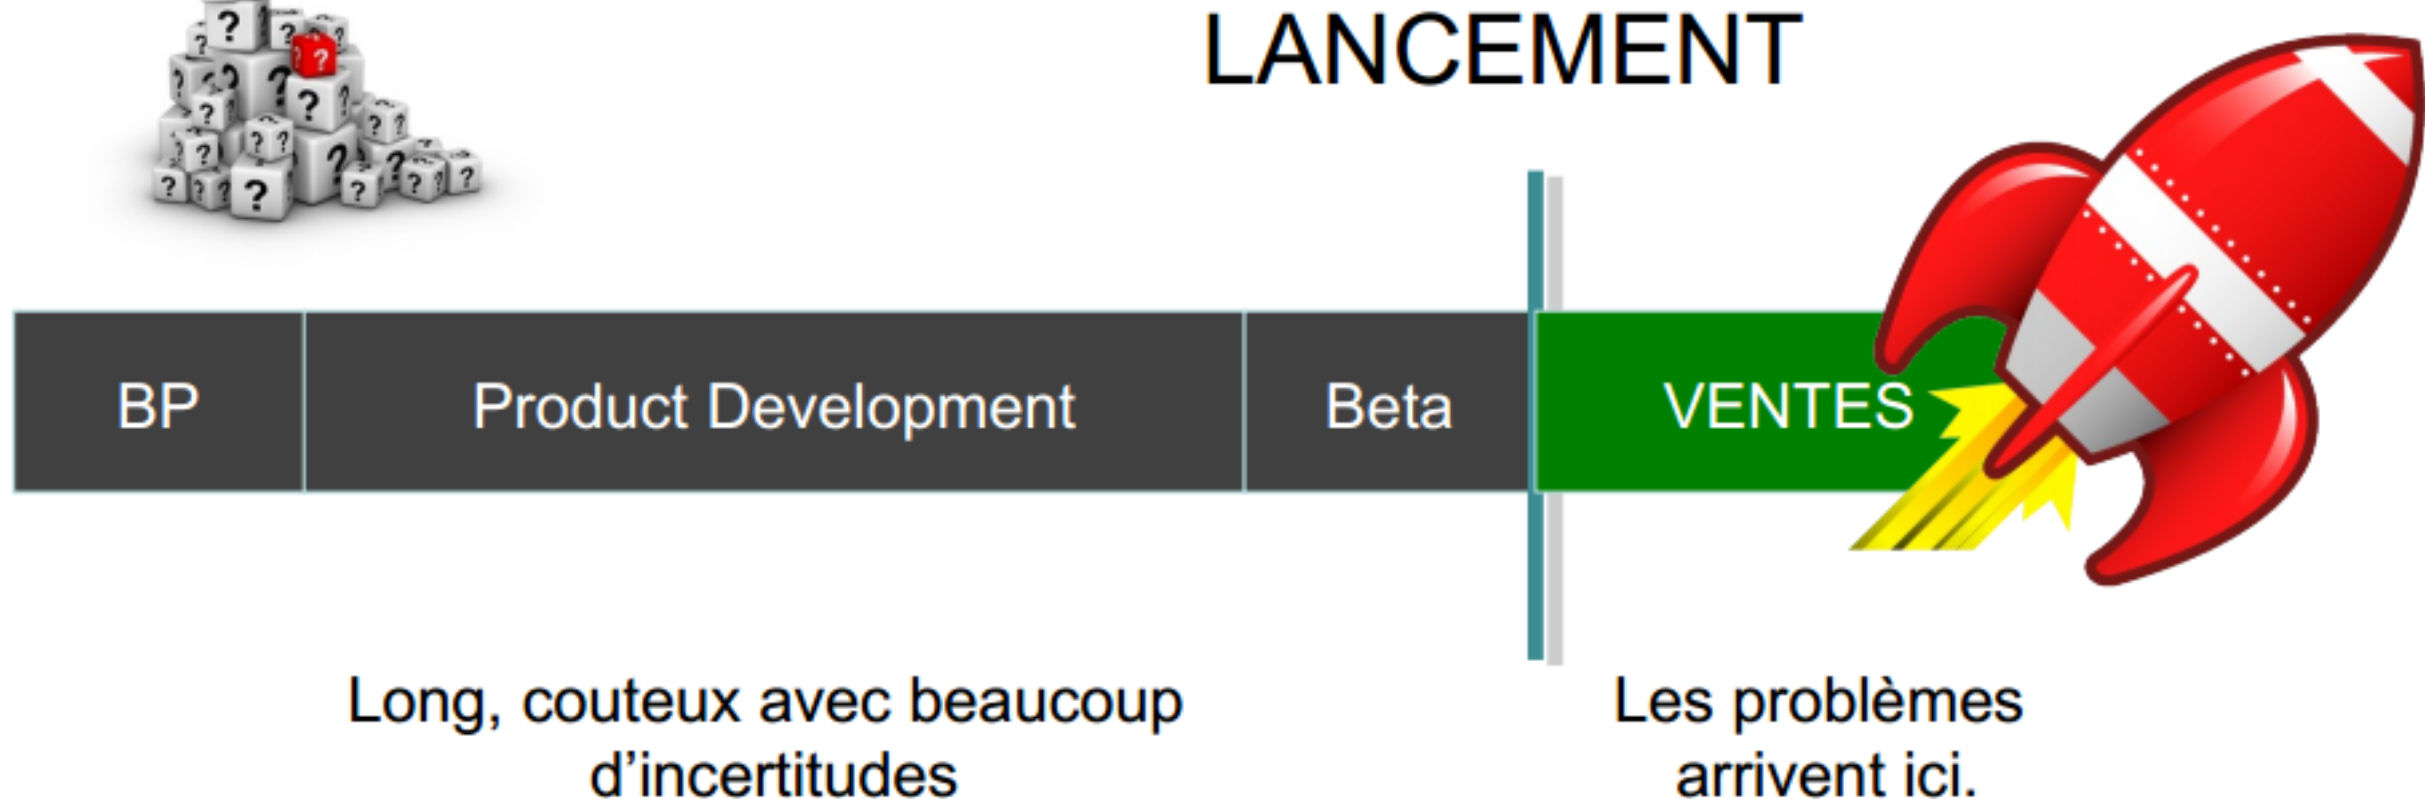 LANCEMENT
BP
Product Development
Beta
VENTES
Long, couteux avec beaucoup
d'incertitudes
Les problèmes
arrivent ici.